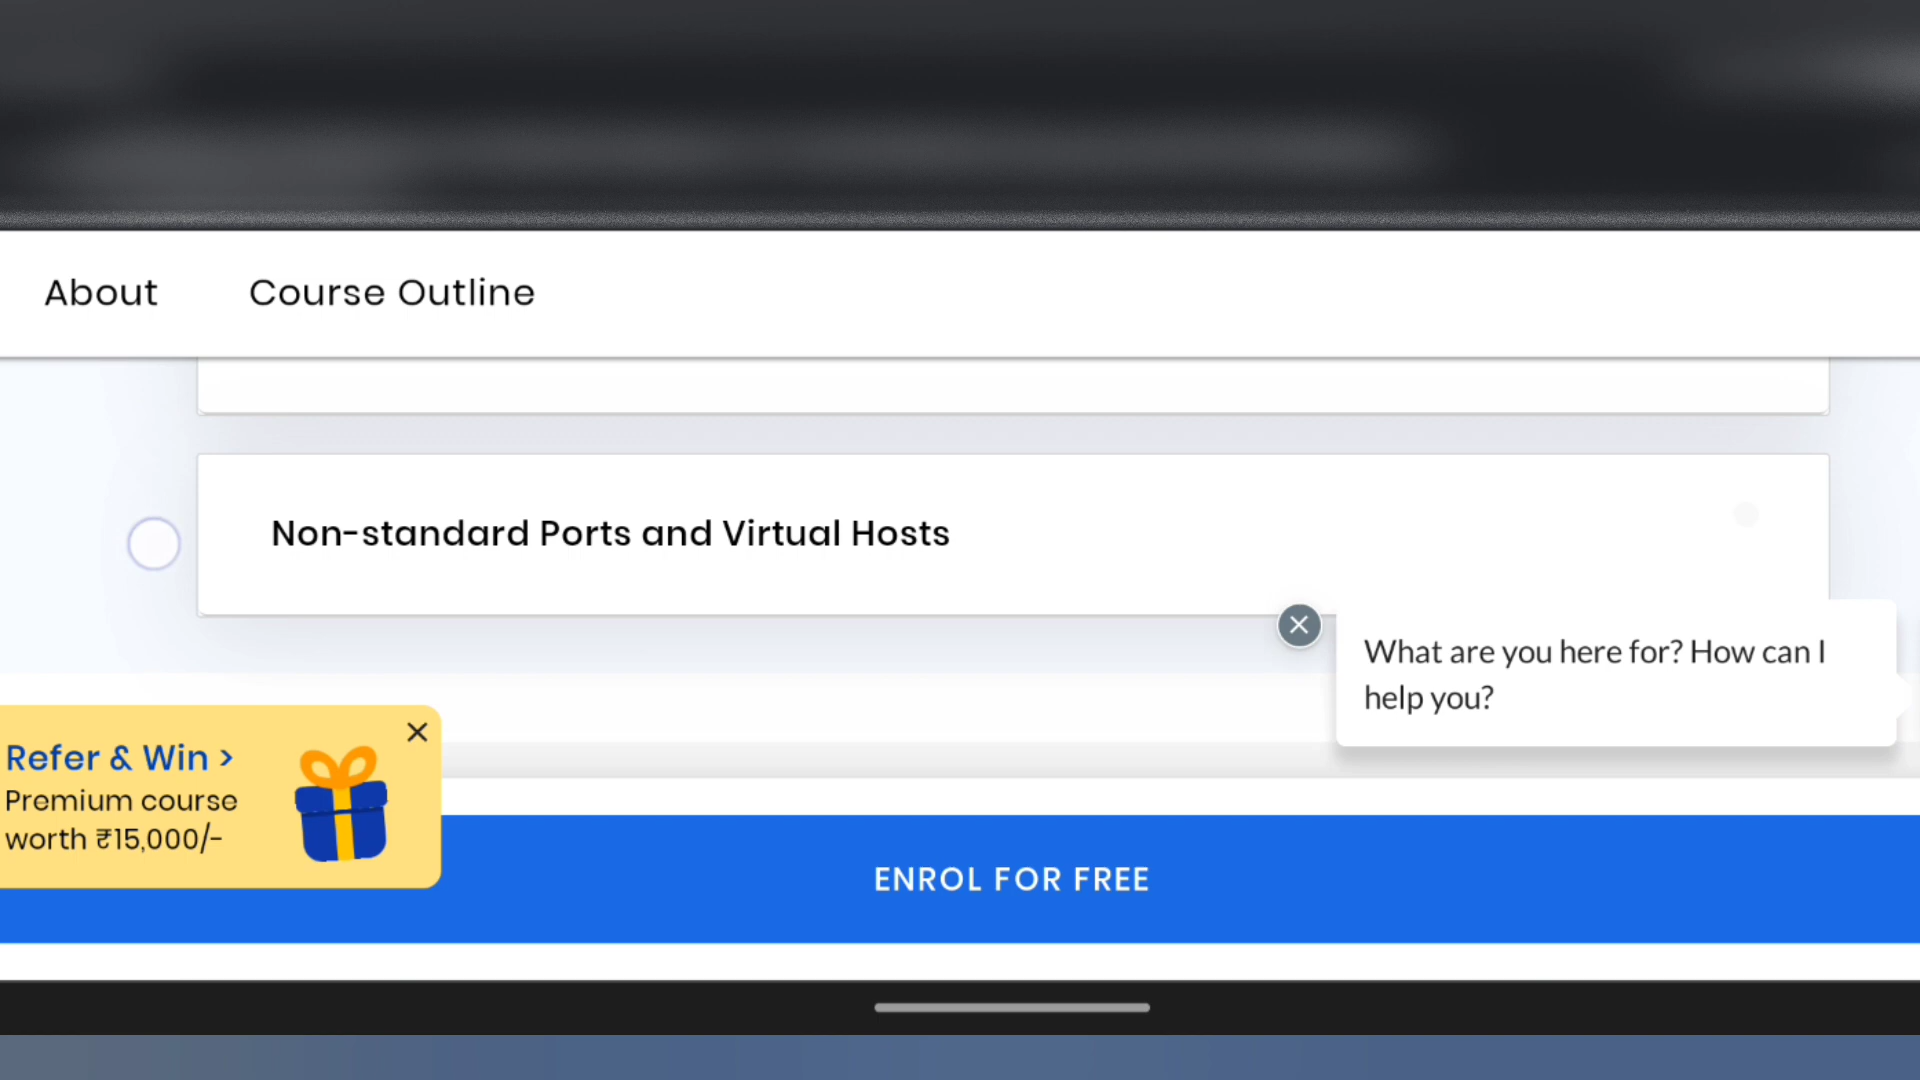 About
Course Outline
Non-standard Ports and Virtual Hosts
What are you here for? How can I
help you?
Refer & Win >
Premium course
worth ₹15,000/-
ENROL FOR FREE